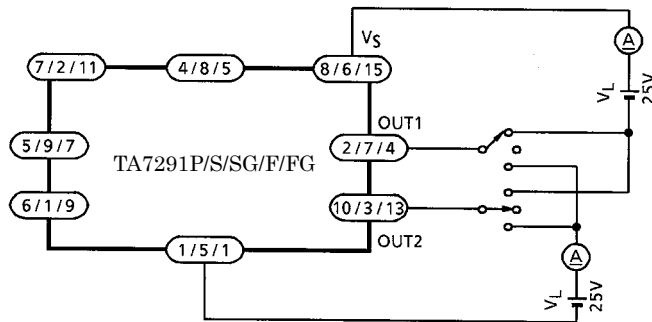 VS
A
7/2/11
4/8/5
8/6/15
VL
25V
OUT1
5/9/7
TA7291P/S/SG/F/FG
2/7/4
6/1/9
10/3/13
OUT2
1/5/1
A
VL
25V